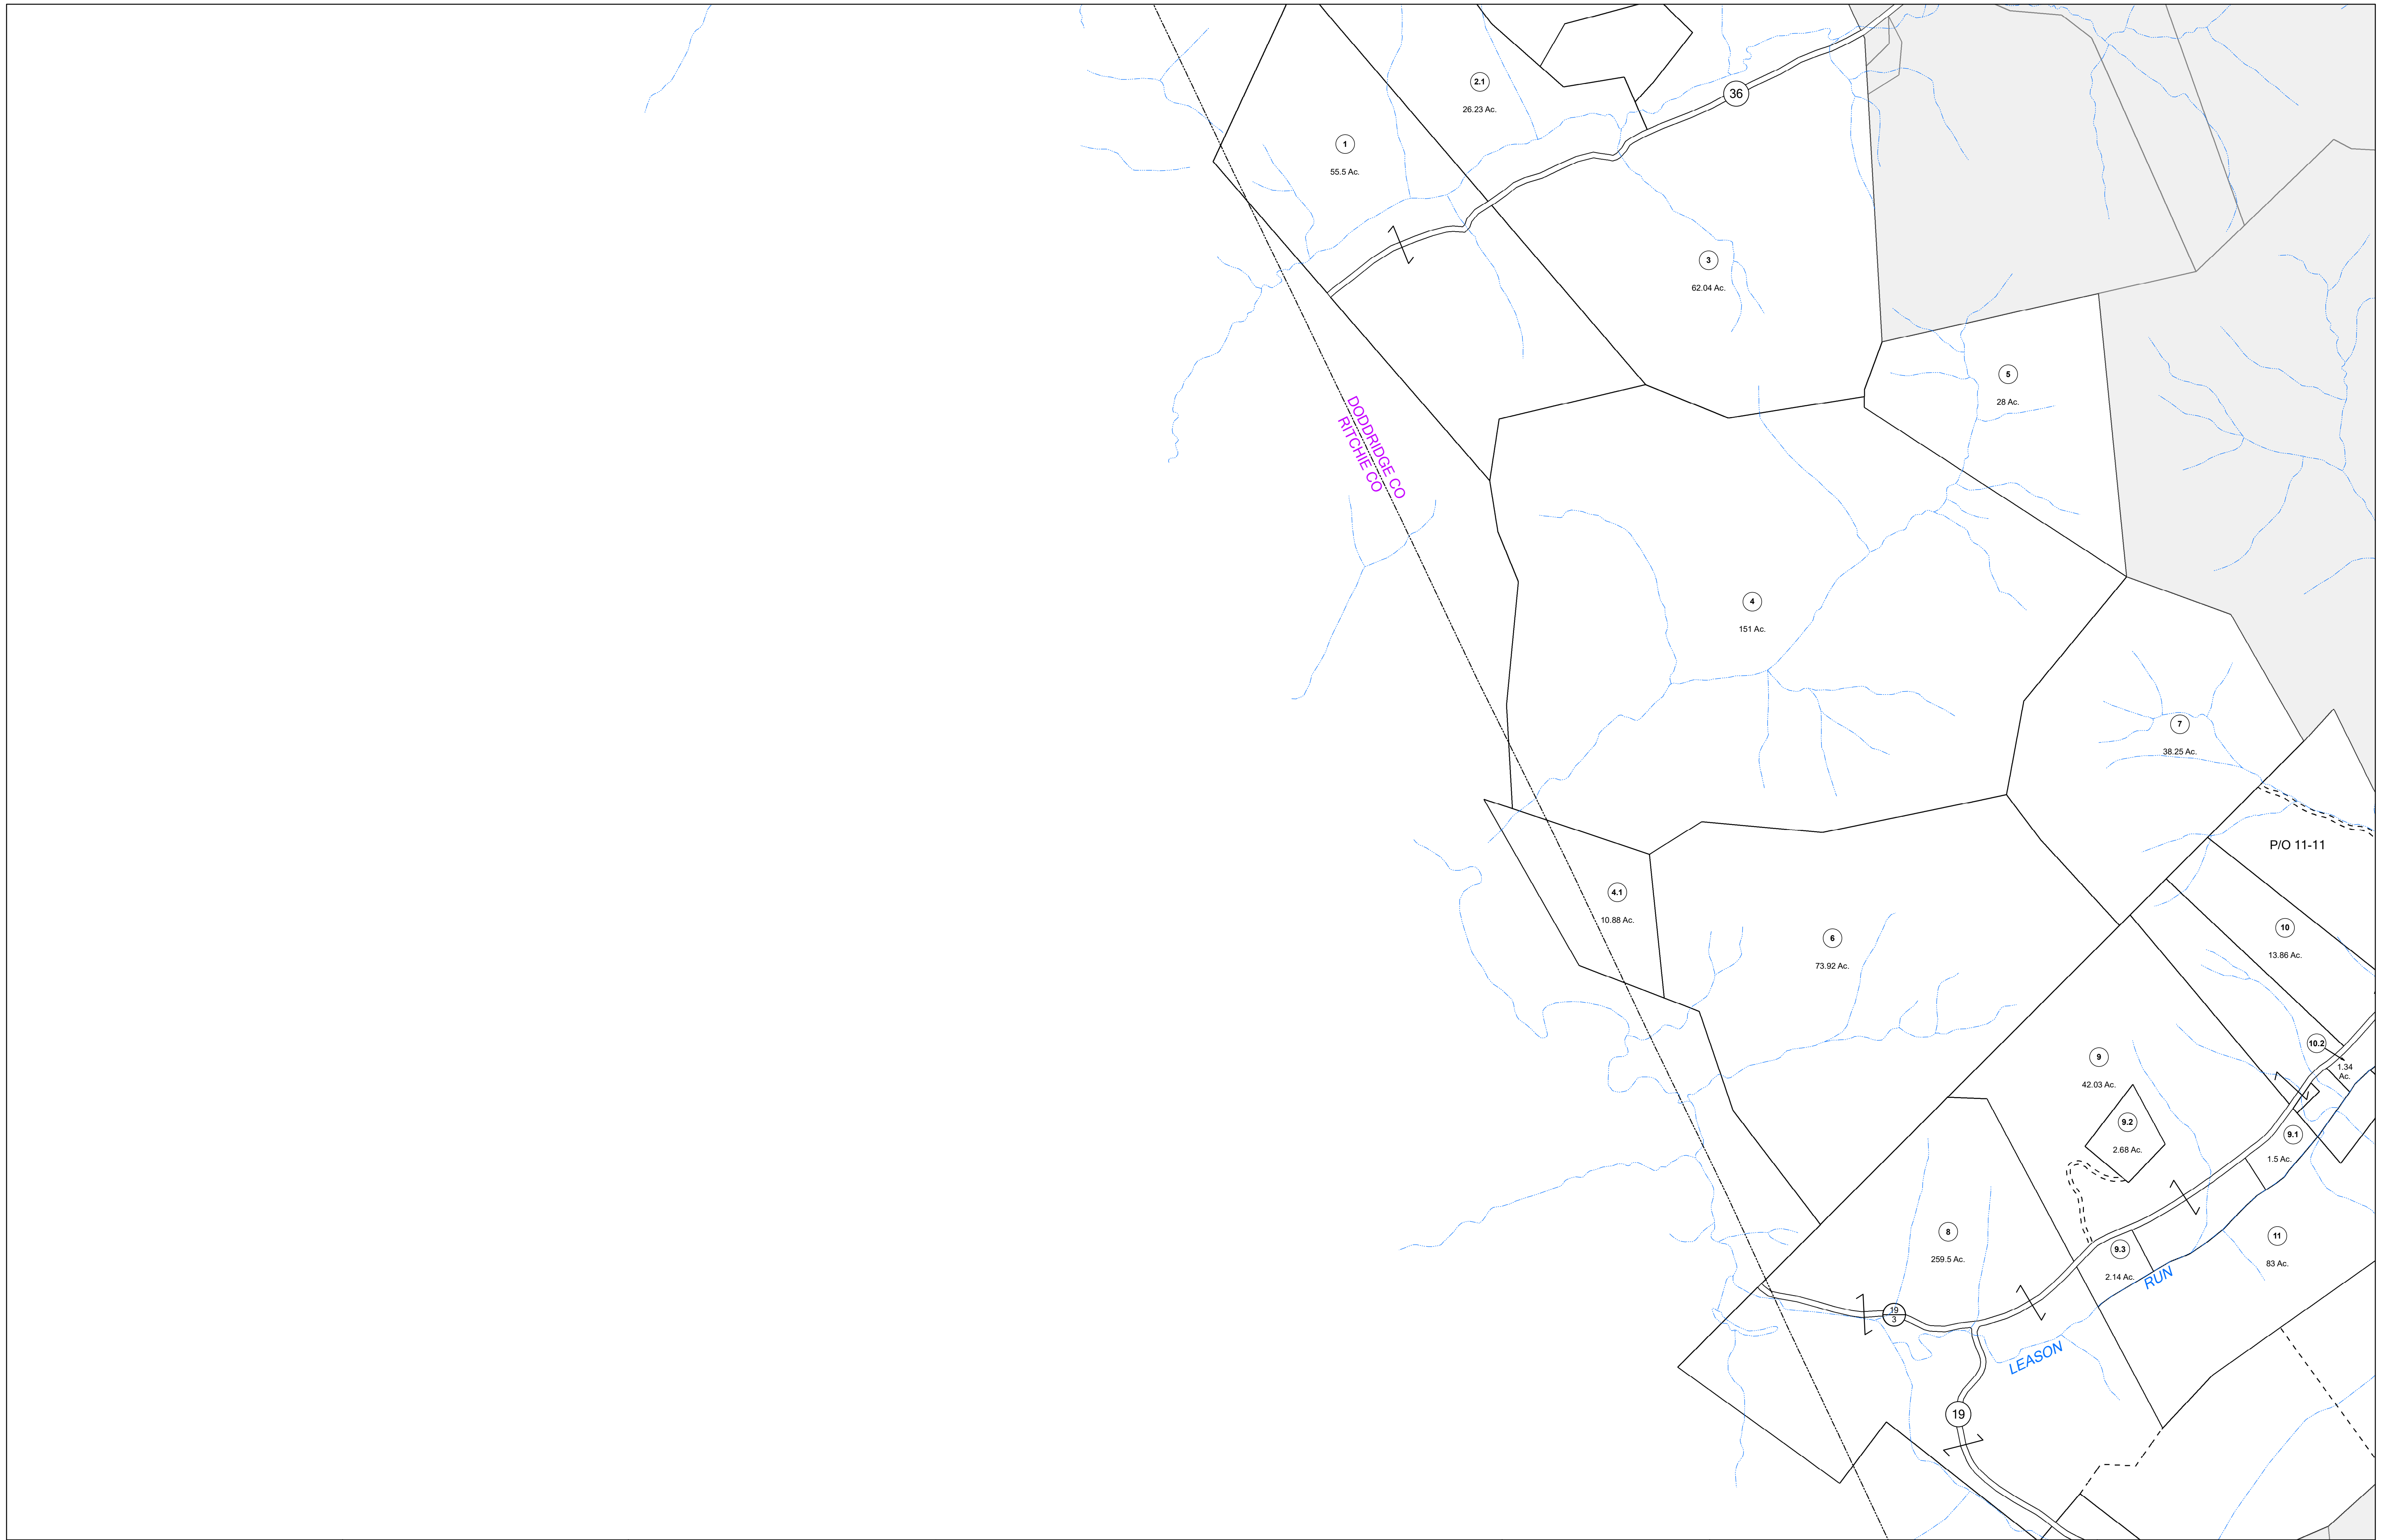 2.1
26.23 Ac.
36
1
55.5 Ac.
3
62.04 Ac.
5
28 Ac.
DODDRIDGE CO
RITCHIE CO
4
151 Ac.
7
38.25 Ac.
P/O 11-11
4.1
10.88 Ac.
6
73.92 Ac.
10
13.86 Ac.
10.2
1.34
Ac.
9
42.03 Ac.
9.2
2.68 Ac.
9.1
1.5 Ac.
8
259.5 Ac.
9.3
2.14 Ac.
11
83 Ac.
RUN
19
3
LEASON
19